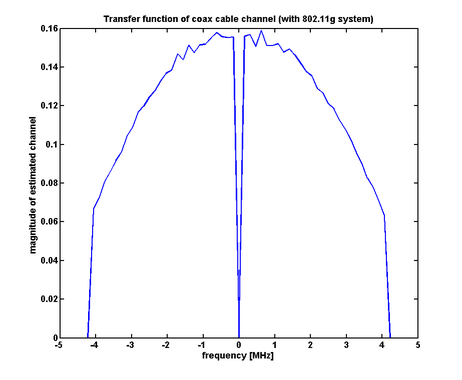 Transfer function of coax cable channel (with 802.11g system)
0.16
0.14
0.12
0.1
0.08
0.06
0.04
0.02
0
magnitude of estimated channel
-5 -4 -3 -2 -1 0 1 2 3 4 5
frequency [MHz]